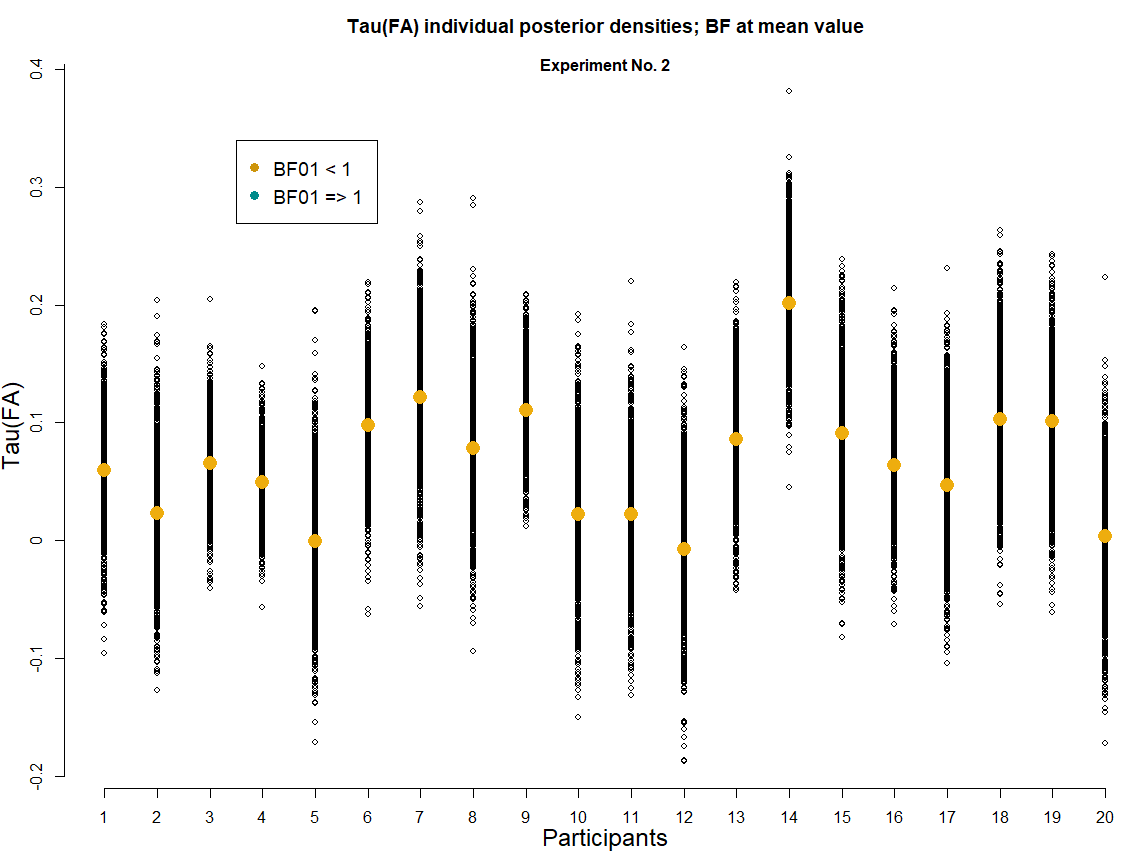 Tau(FA) individual posterior densities; BF at mean value
Experiment No. 2
BF01 < 1
BF01 => 1
Tau(FA)
0.4
0.3
0.2
0.1
0
-0.1
-0.2
1 2 3 4 5 6 7 8 9 10 11 12 13 14 15 16 17 18 19 20
Participants